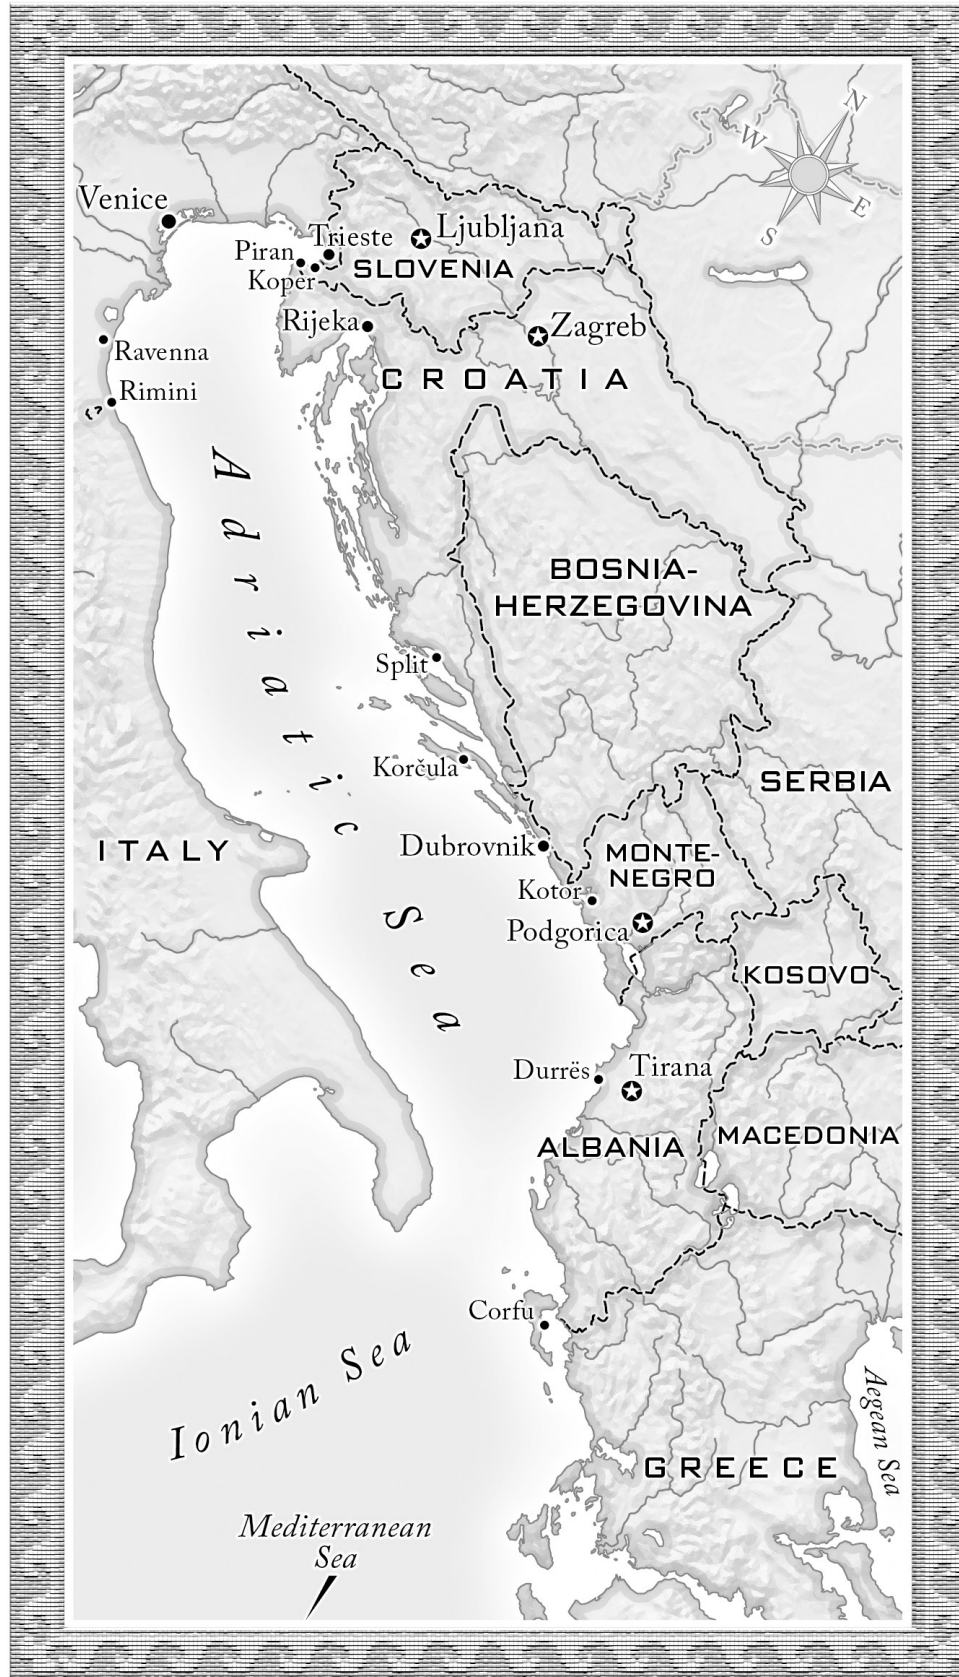 N
W
E
S
Venice
Trieste
Ljubljana
Piran
Koper
SLOVENIA
Rijeka
Zagreb
Ravenna
CROATIA
Rimini
Adriatic Sea
BOSNIA-
HERZEGOVINA
Split
Korčula
SERBIA
ITALY
Dubrovnik
MONTE-
NEGRO
Kotor
Podgorica
KOSOVO
Durrës
Tirana
ALBANIA
MACEDONIA
Corfu
Ionian Sea
Aegean Sea
GREECE
Mediterranean
Sea